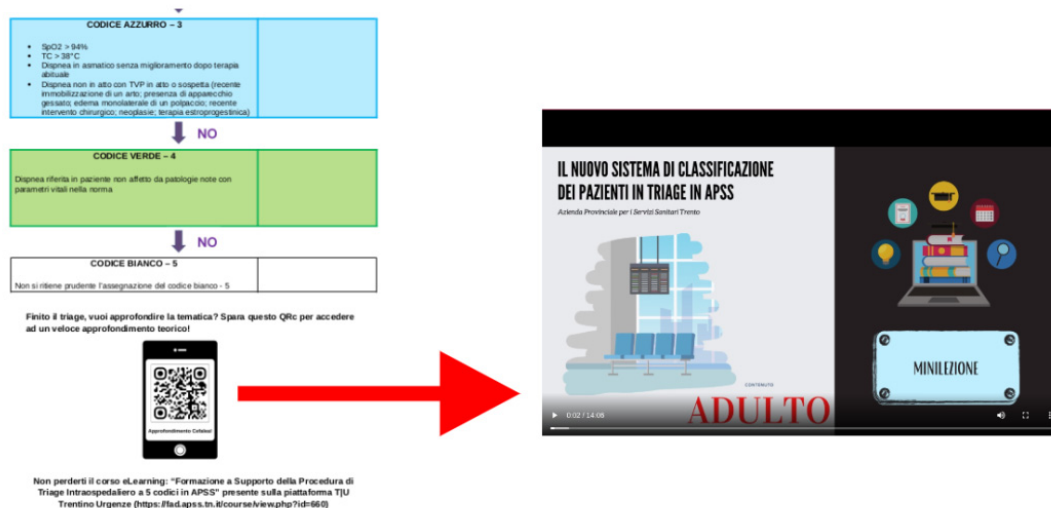 CODICE AZZURRO – 3
• SpO2 > 94%
• TC > 38°C
• Dispnea in asmatico senza miglioramento dopo terapia
abituale
• Dispnea non in atto con TVP in atto o sospetta (recente
immobilizzazione di un arto; presenza di apparecchio
gessato; edema monolaterale di un polpaccio; recente
intervento chirurgico; neoplasie; terapia estroprogestinica)
NO
CODICE VERDE – 4
Dispnea riferita in paziente non affetto da patologie note con
parametri vitali nella norma
NO
CODICE BIANCO – 5
Non si ritiene prudente l'assegnazione del codice bianco - 5
Finito il triage, vuoi approfondire la tematica? Spara questo QRc per accedere
ad un veloce approfondimento teorico!
Approfondimento Cefalea!
Non perderti il corso eLearning: “Formazione a Supporto della Procedura di
Triage Intraospedaliero a 5 codici in APSS” presente sulla piattaforma T|U
Trentino Urgenze (https://fad.apss.tn.it/course/view.php?id=660)
IL NUOVO SISTEMA DI CLASSIFICAZIONE
DEI PAZIENTI IN TRIAGE IN APSS
Azienda Provinciale per i Servizi Sanitari Trento
CONTENUTO
ADULTO
MINILEZIONE
0:02 / 14:06